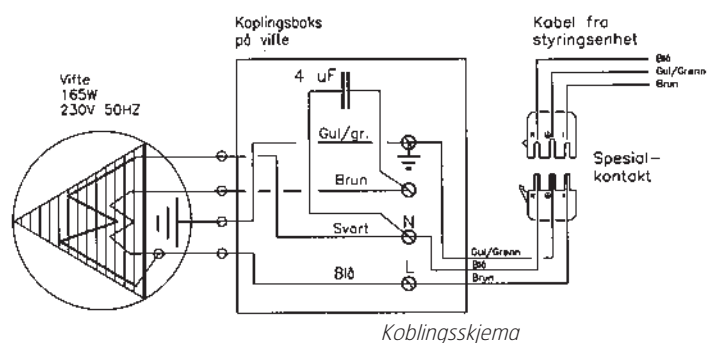 Koplingsboks
på vifte
Kabel fra
styringsenhet
Blå
Gul/Grønn
Brun
Vifte
165W
230V 50HZ
4 uF
Gul/gr.
Brun
N
Svart
L
Blå
Spesial-
kontakt
Gul/Grønn
Blå
Brun
Koblingsskjema